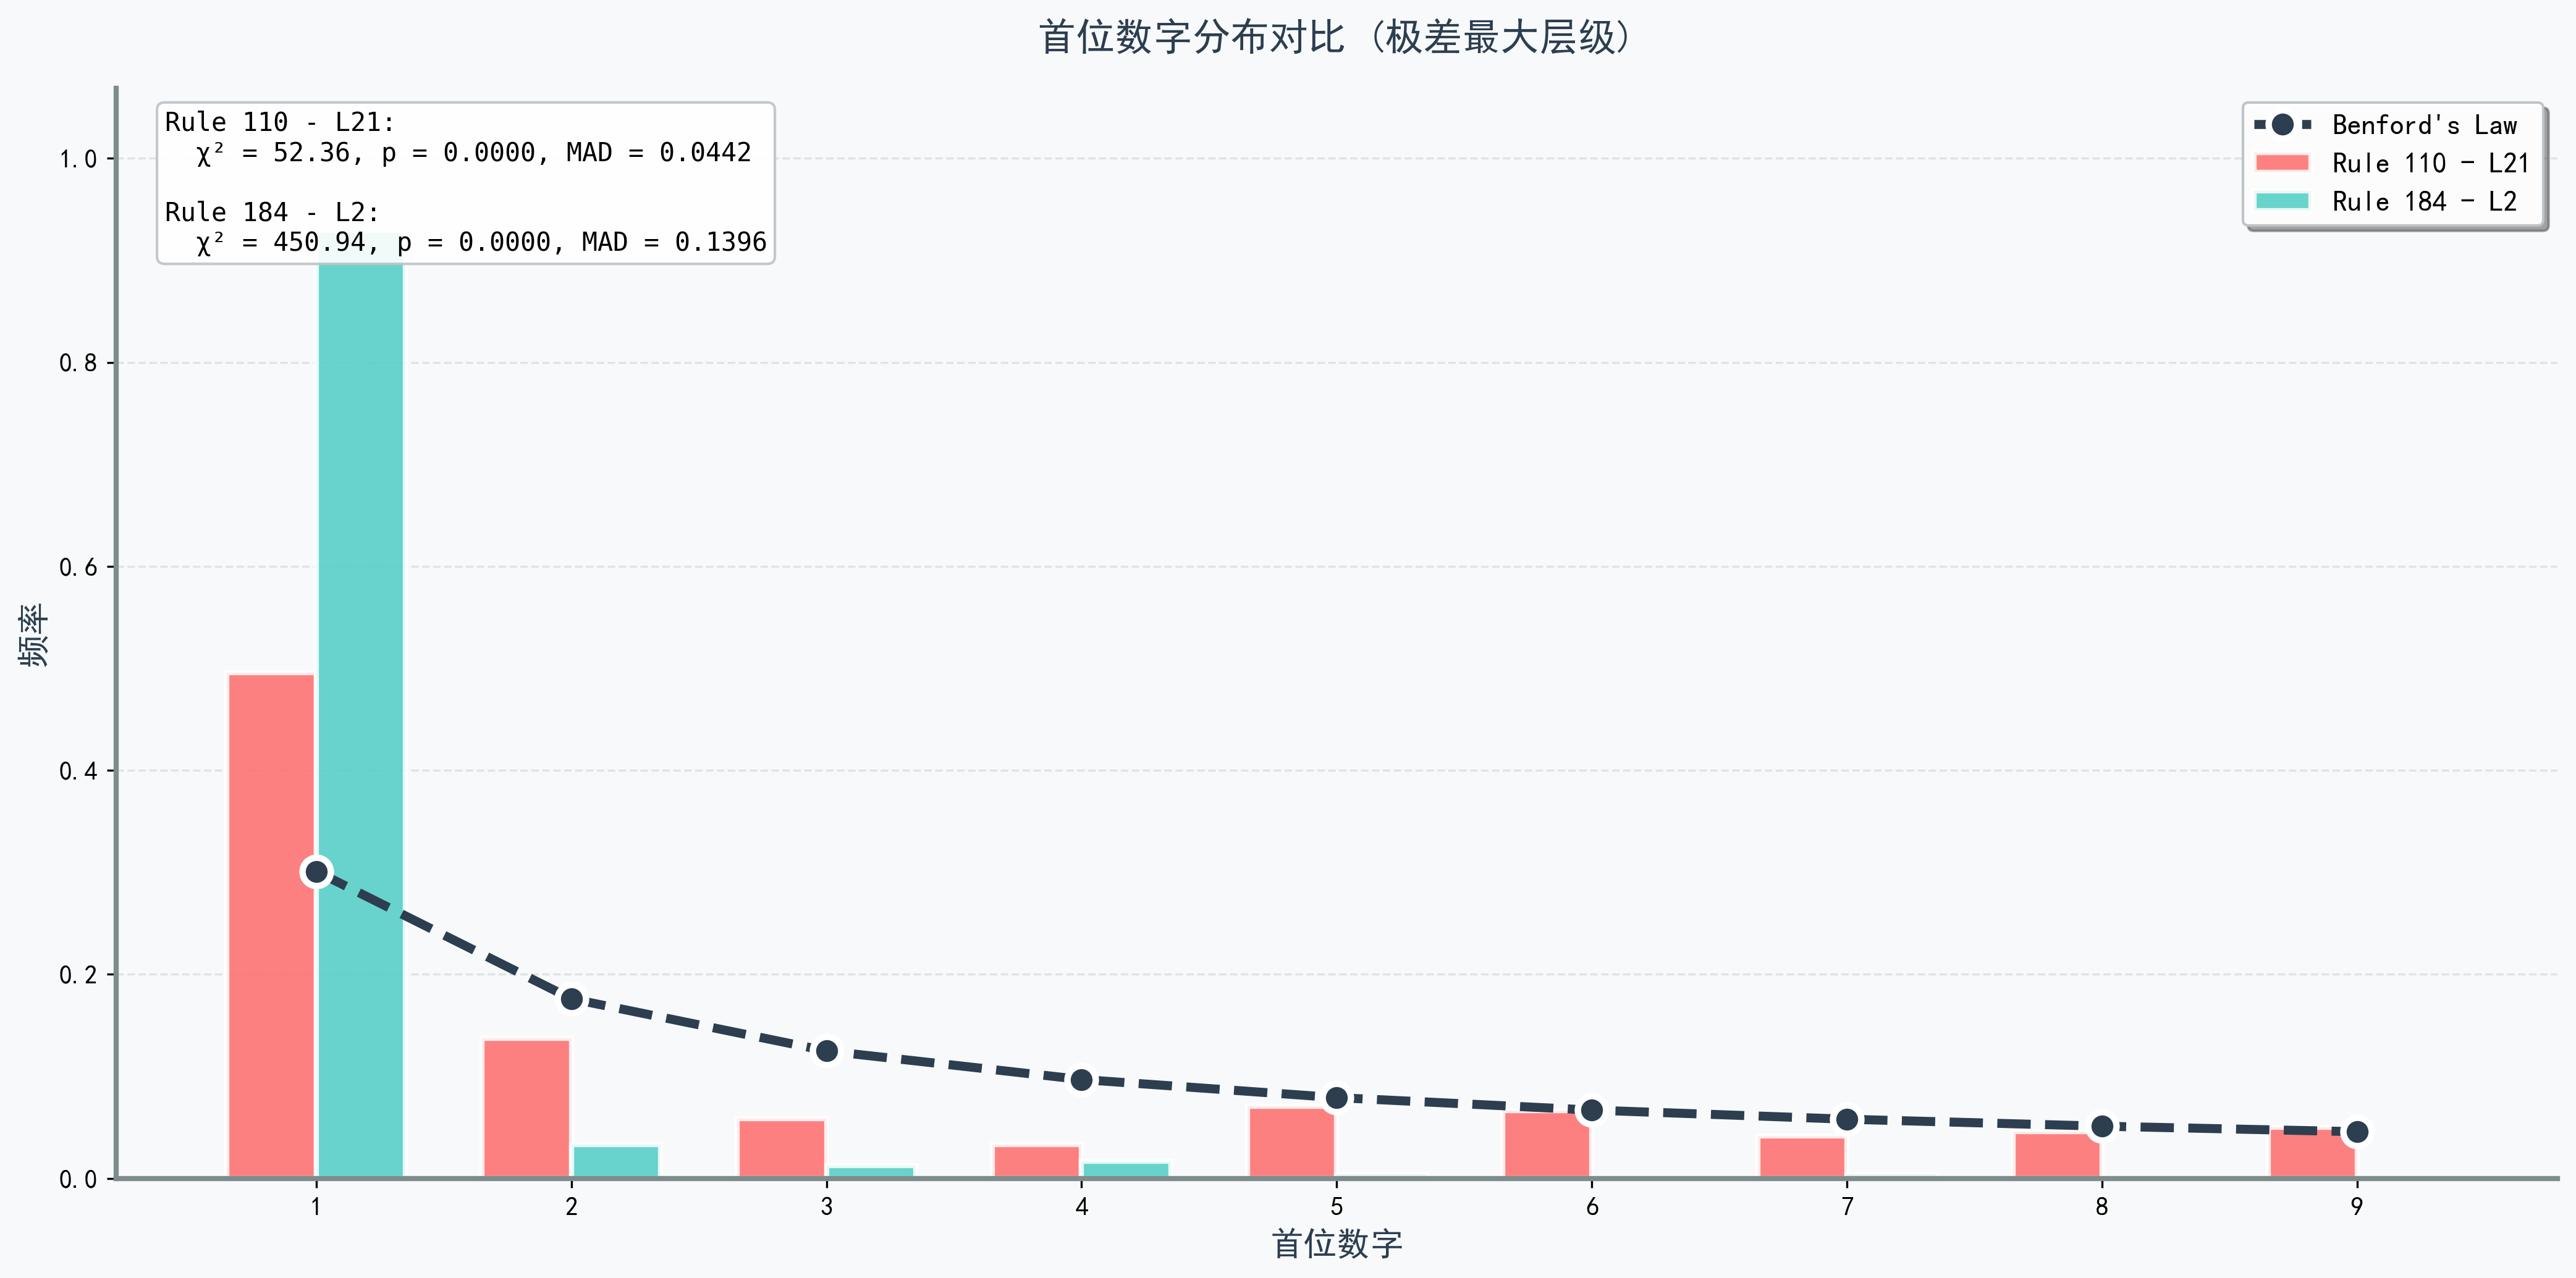 首位数字分布对比 (极差最大层级)
Rule 110 - L21:
χ² = 52.36, p = 0.0000, MAD = 0.0442
Rule 184 - L2:
χ² = 450.94, p = 0.0000, MAD = 0.1396
Benford's Law
Rule 110 - L21
Rule 184 - L2
频率
1.0
0.8
0.6
0.4
0.2
0.0
1 2 3 4 5 6 7 8 9
首位数字